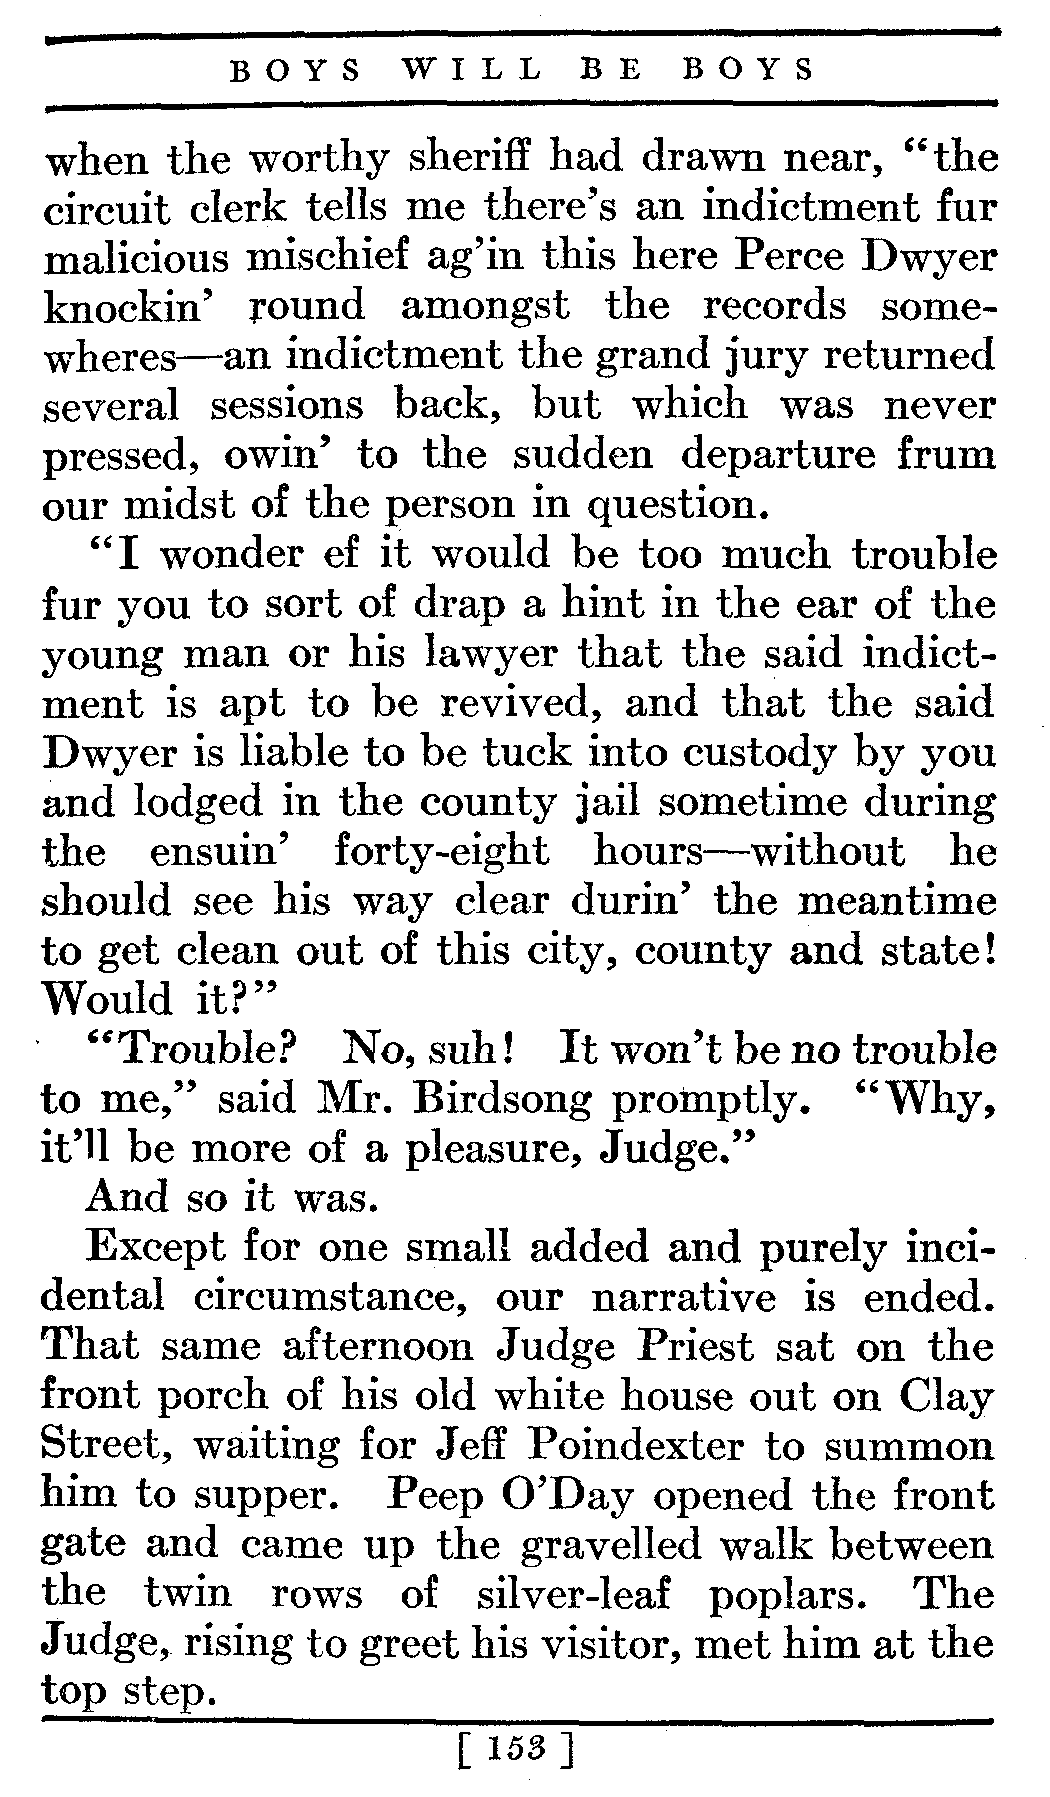 BOYS WILL BE BOYS
when the worthy sheriff had drawn near, “the
circuit clerk tells me there’s an indictment fur
malicious mischief ag’in this here Perce Dwyer
knockin’ round amongst the records some-
wheres—an indictment the grand jury returned
several sessions back, but which was never
pressed, owin’ to the sudden departure frum
our midst of the person in question.
“I wonder ef it would be too much trouble
fur you to sort of drap a hint in the ear of the
young man or his lawyer that the said indict-
ment is apt to be revived, and that the said
Dwyer is liable to be tuck into custody by you
and lodged in the county jail sometime during
the ensuin’ forty-eight hours—without he
should see his way clear durin’ the meantime
to get clean out of this city, county and state!
Would it?”
“Trouble? No, suh! It won’t be no trouble
to me,” said Mr. Birdsong promptly. “Why,
it’ll be more of a pleasure, Judge.”
And so it was.
Except for one small added and purely inci-
dental circumstance, our narrative is ended.
That same afternoon Judge Priest sat on the
front porch of his old white house out on Clay
Street, waiting for Jeff Poindexter to summon
him to supper. Peep O’Day opened the front
gate and came up the gravelled walk between
the twin rows of silver-leaf poplars. The
Judge, rising to greet his visitor, met him at the
top step.
[ 153 ]